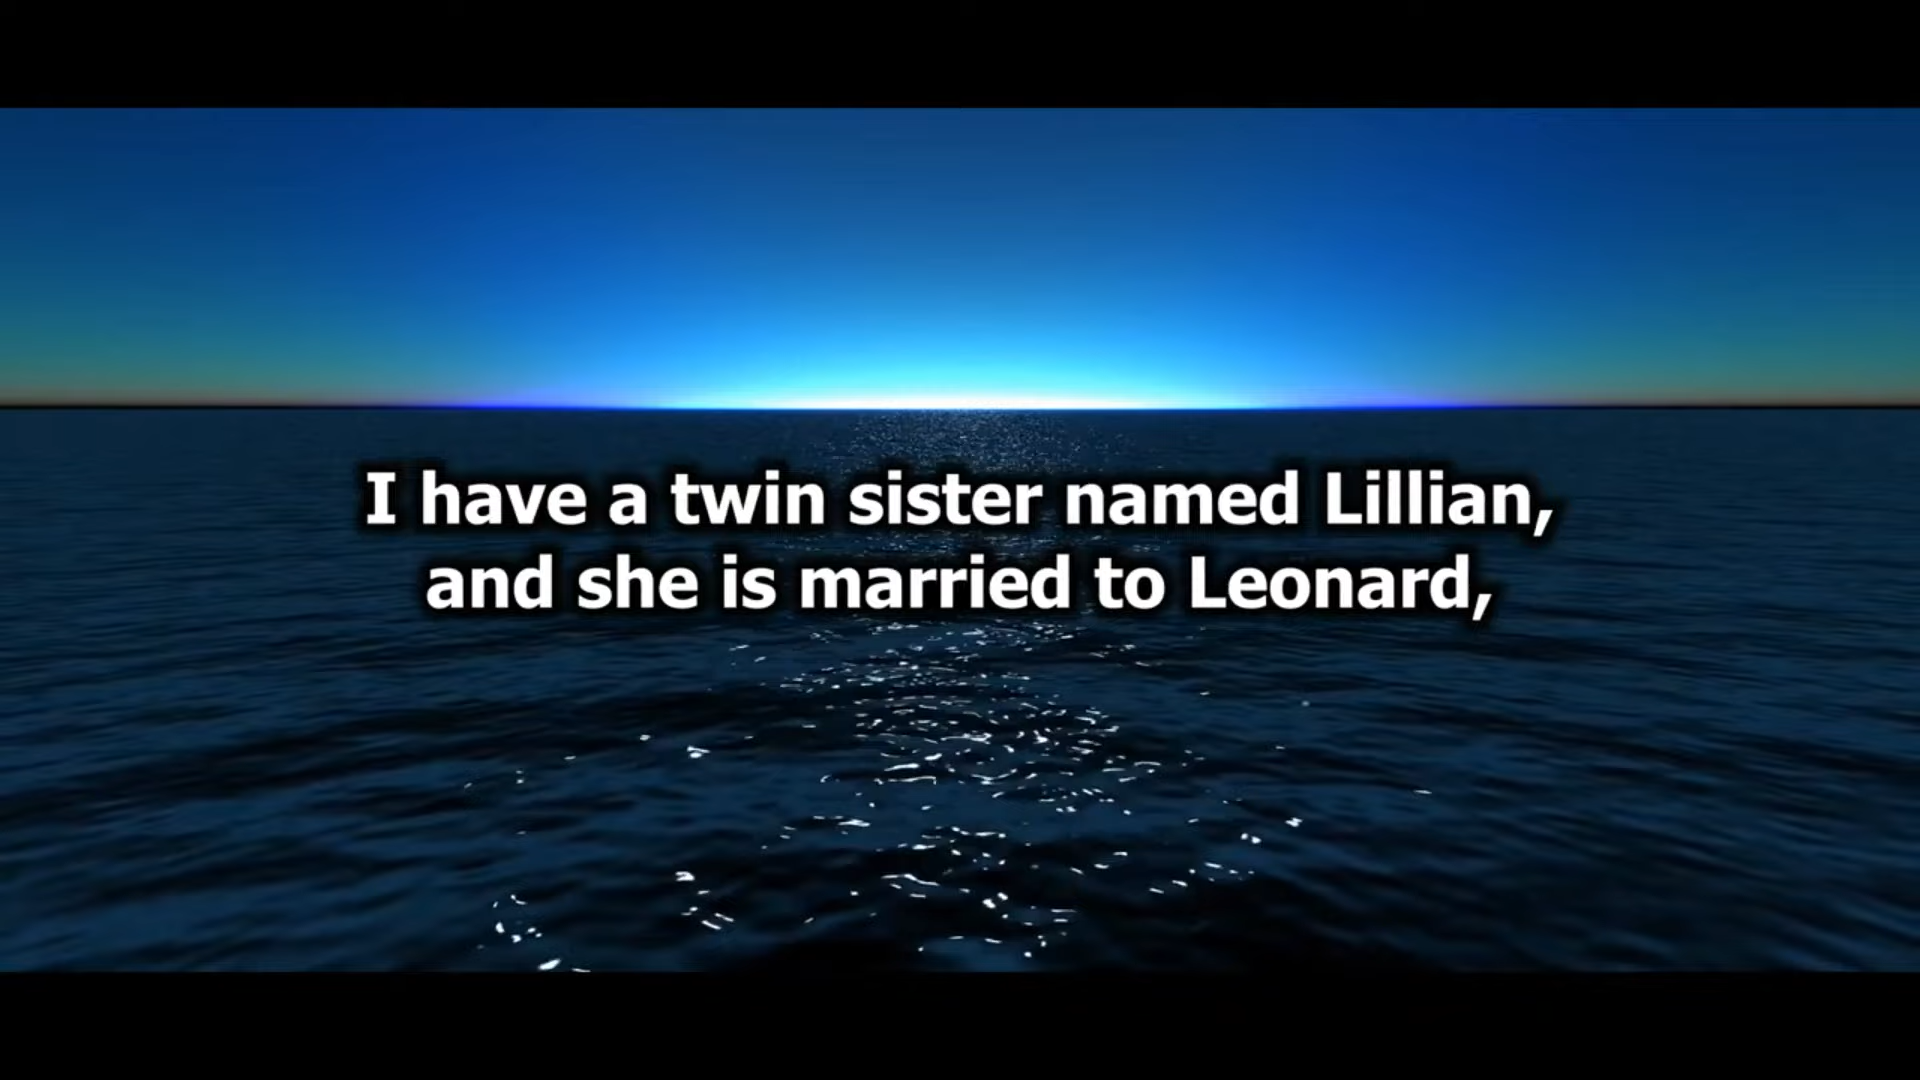 I have a twin sister named Lillian,
and she is married to Leonard,